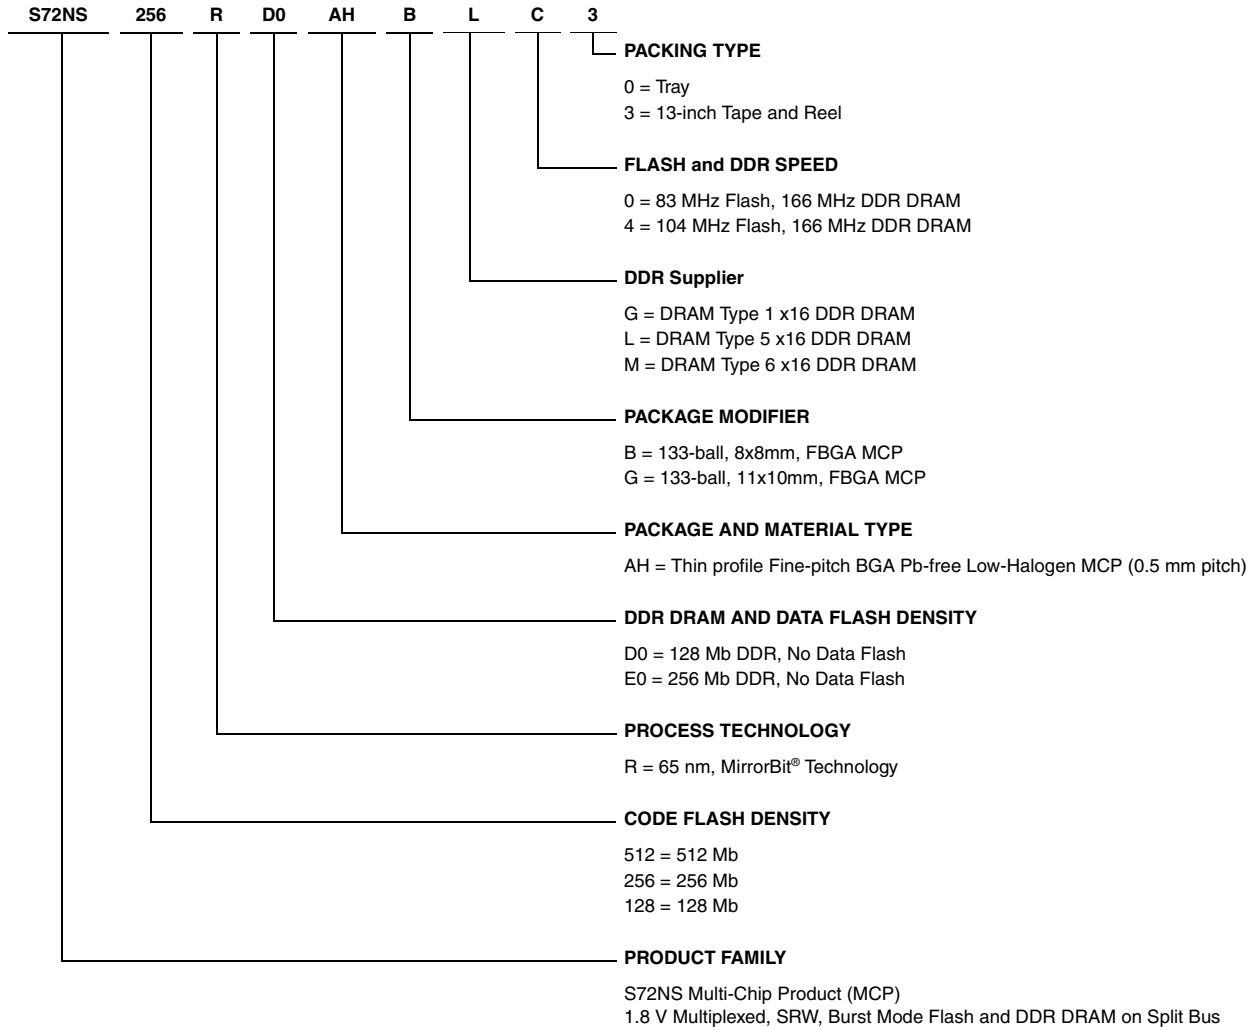 S72NS 256 R D0 AH B L C 3
PACKING TYPE
0 = Tray
3 = 13-inch Tape and Reel
FLASH and DDR SPEED
0 = 83 MHz Flash, 166 MHz DDR DRAM
4 = 104 MHz Flash, 166 MHz DDR DRAM
DDR Supplier
G = DRAM Type 1 x16 DDR DRAM
L = DRAM Type 5 x16 DDR DRAM
M = DRAM Type 6 x16 DDR DRAM
PACKAGE MODIFIER
B = 133-ball, 8x8mm, FBGA MCP
G = 133-ball, 11x10mm, FBGA MCP
PACKAGE AND MATERIAL TYPE
AH = Thin profile Fine-pitch BGA Pb-free Low-Halogen MCP (0.5 mm pitch)
DDR DRAM AND DATA FLASH DENSITY
D0 = 128 Mb DDR, No Data Flash
E0 = 256 Mb DDR, No Data Flash
PROCESS TECHNOLOGY
R = 65 nm, MirrorBit® Technology
CODE FLASH DENSITY
512 = 512 Mb
256 = 256 Mb
128 = 128 Mb
PRODUCT FAMILY
S72NS Multi-Chip Product (MCP)
1.8 V Multiplexed, SRW, Burst Mode Flash and DDR DRAM on Split Bus